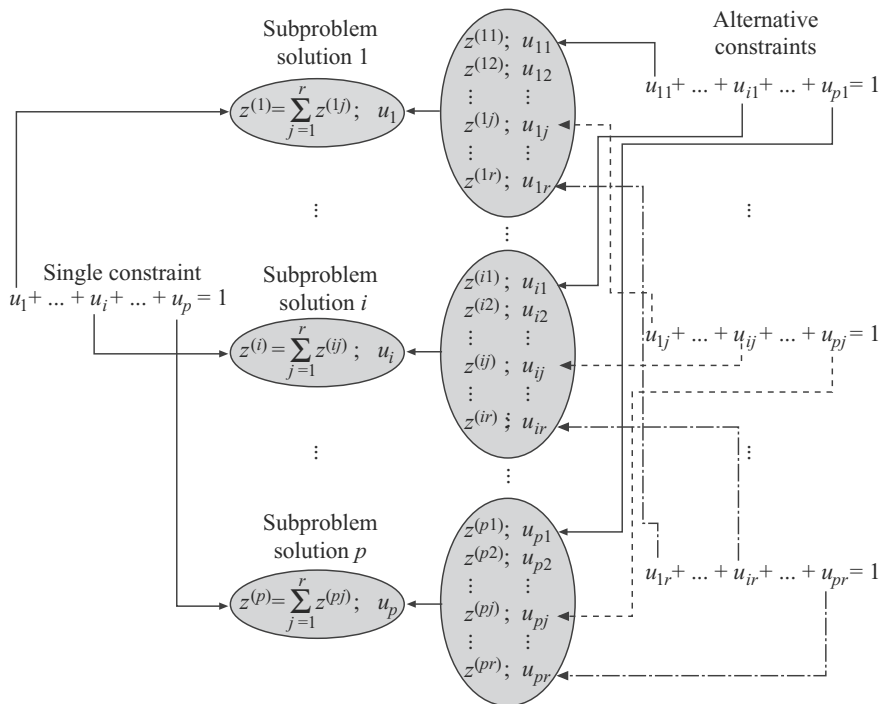 Subproblem
solution 1
z^(1) = ∑_{j=1}^{r} z^(1j); u_1
z^(11); u_11
z^(12); u_12
⋮ ⋮
z^(1j); u_1j
⋮ ⋮
z^(1r); u_1r
Alternative
constraints
u_11 + ... + u_i1 + ... + u_p1 = 1
⋮
⋮
⋮
Single constraint
u_1 + ... + u_i + ... + u_p = 1
Subproblem
solution i
z^(i) = ∑_{j=1}^{r} z^(ij); u_i
z^(i1); u_i1
z^(i2); u_i2
⋮ ⋮
z^(ij); u_ij
⋮ ⋮
z^(ir); u_ir
u_1j + ... + u_ij + ... + u_pj = 1
⋮
⋮
⋮
Subproblem
solution p
z^(p) = ∑_{j=1}^{r} z^(pj); u_p
z^(p1); u_p1
z^(p2); u_p2
⋮ ⋮
z^(pj); u_pj
⋮ ⋮
z^(pr); u_pr
u_1r + ... + u_ir + ... + u_pr = 1